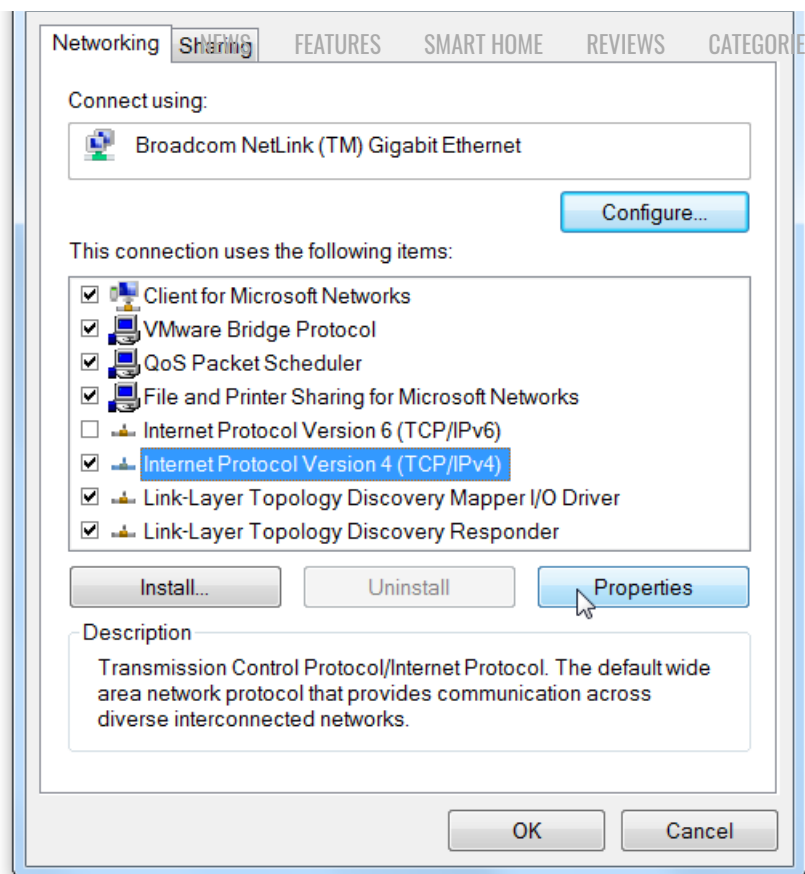 Networking Sharing NEWS FEATURES SMART HOME REVIEWS CATEGORIE
Connect using:
Broadcom NetLink (TM) Gigabit Ethernet
Configure...
This connection uses the following items:
Client for Microsoft Networks
VMware Bridge Protocol
QoS Packet Scheduler
File and Printer Sharing for Microsoft Networks
Internet Protocol Version 6 (TCP/IPv6)
Internet Protocol Version 4 (TCP/IPv4)
Link-Layer Topology Discovery Mapper I/O Driver
Link-Layer Topology Discovery Responder
Install... Uninstall Properties
Description
Transmission Control Protocol/Internet Protocol. The default wide
area network protocol that provides communication across
diverse interconnected networks.
OK Cancel